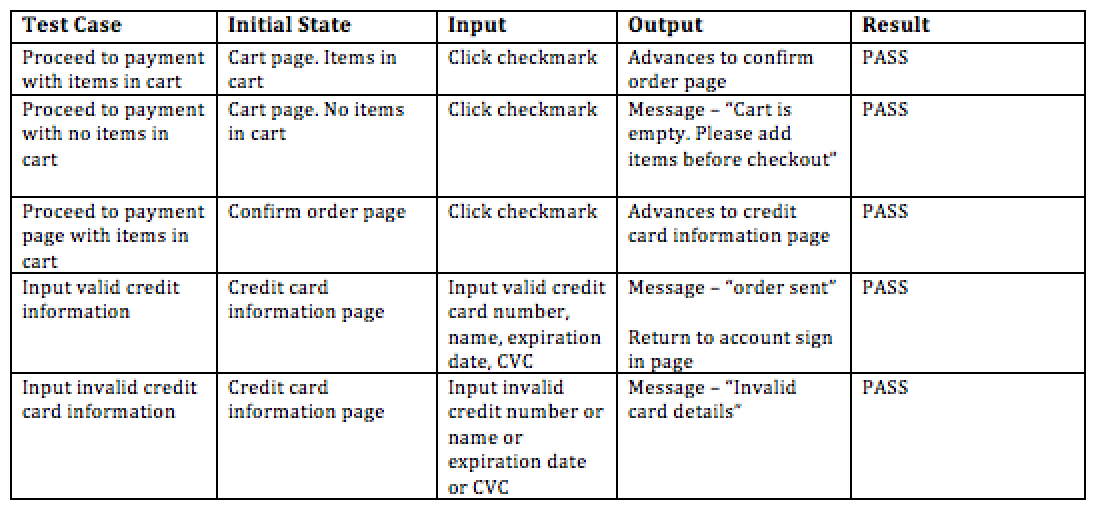 Test Case Initial State Input Output Result
Proceed to payment Cart page. Items in Click checkmark Advances to confirm PASS
with items in cart cart order page
Proceed to payment Cart page. No items Click checkmark Message – “Cart is PASS
with no items in in cart empty. Please add
cart items before checkout”
Proceed to payment Confirm order page Click checkmark Advances to credit PASS
page with items in card information page
cart
Input valid credit Credit card Input valid credit Message – “order sent” PASS
information information page card number,
name, expiration Return to account sign
date, CVC in page
Input invalid credit Credit card Input invalid Message – “Invalid PASS
card information information page credit number or card details”
name or
expiration date
or CVC